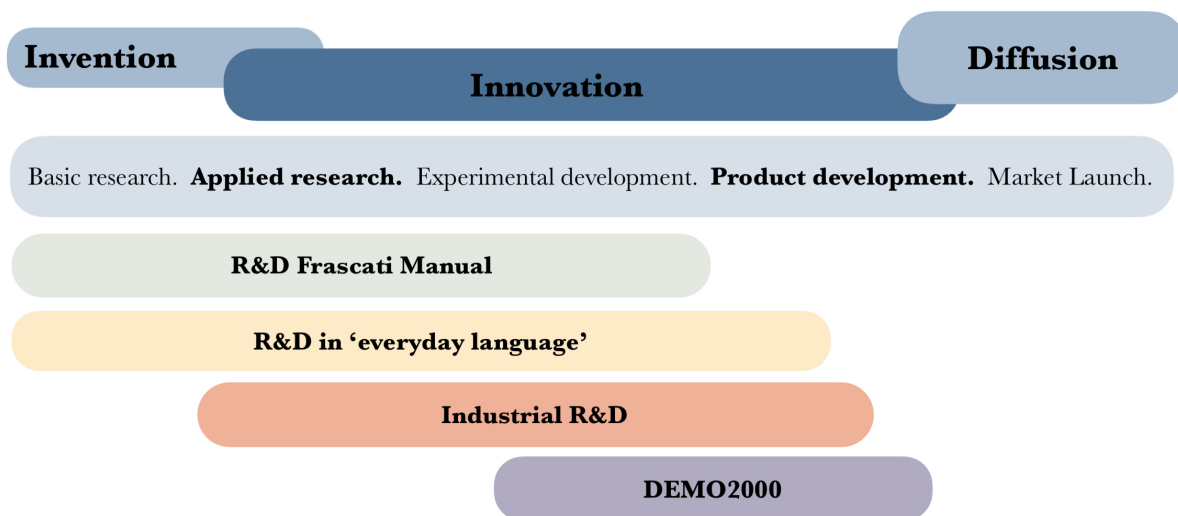 Invention
Innovation
Diffusion
Basic research. Applied research. Experimental development. Product development. Market Launch.
R&D Frascati Manual
R&D in ‘everyday language’
Industrial R&D
DEMO2000